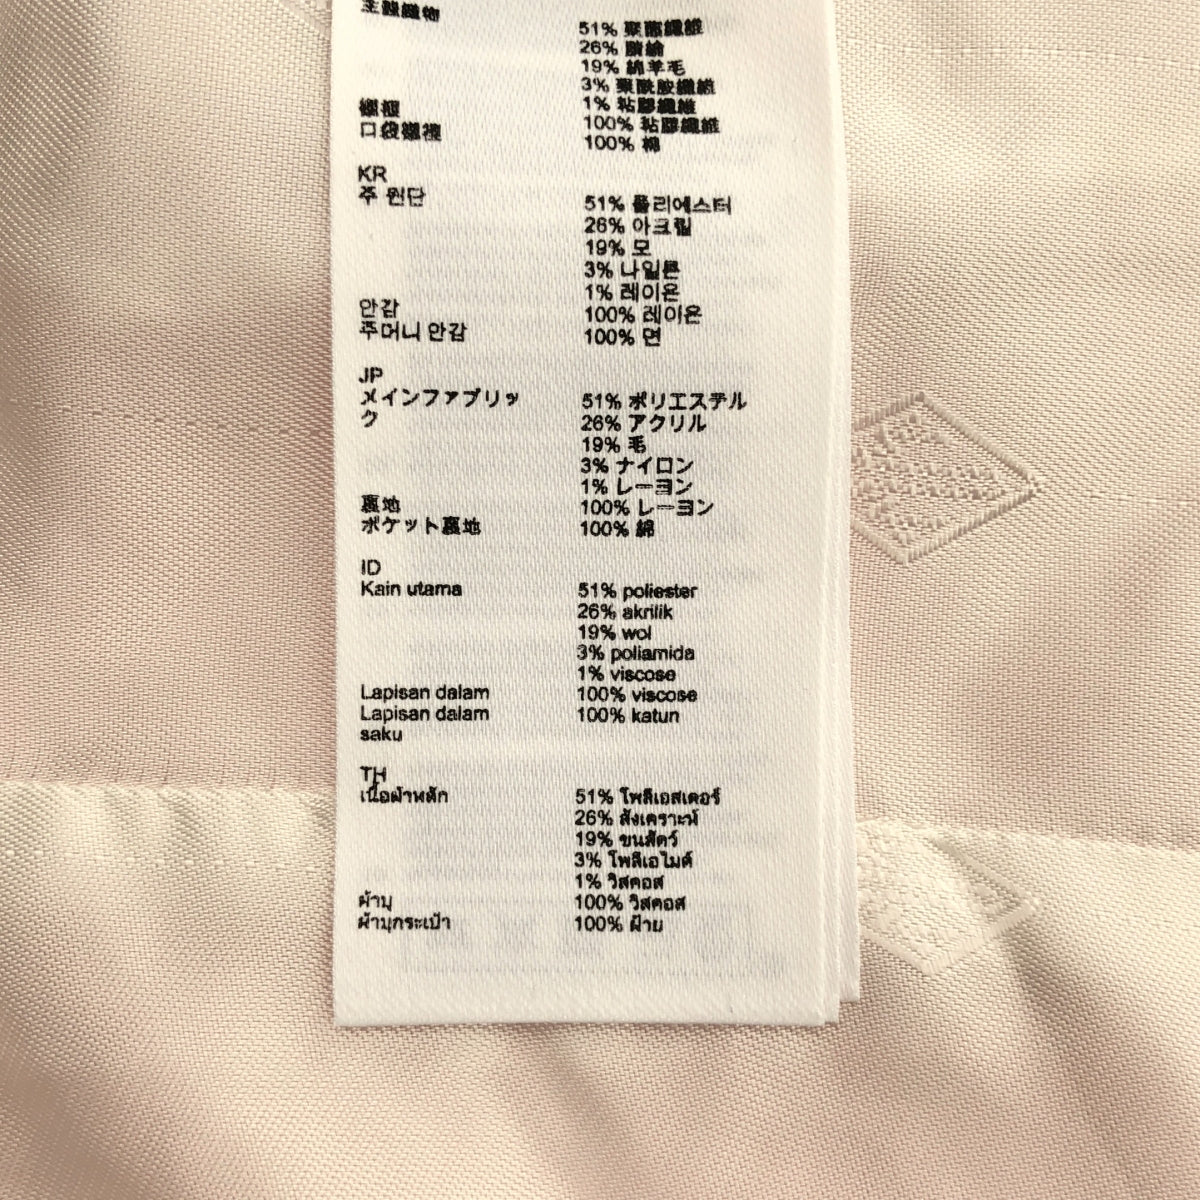 主體織物
51% 聚酯纖維
26% 腈綸
19% 綿羊毛
3% 聚酰胺纖維
1% 粘膠纖維
襯裡 100% 粘膠纖維
口袋襯裡 100% 棉
KR
주 원단
51% 폴리에스터
26% 아크릴
19% 모
3% 나일론
1% 레이온
안감 100% 레이온
주머니 안감 100% 면
JP
メインファブリッ 51% ポリエステル
ク 26% アクリル
19% 毛
3% ナイロン
1% レーヨン
裏地 100% レーヨン
ポケット裏地 100% 綿
ID
Kain utama 51% poliester
26% akrilik
19% wol
3% poliamida
1% viscose
Lapisan dalam 100% viscose
Lapisan dalam 100% katun
saku
TH
เนื้อผ้าหลัก 51% โพลีเอสเตอร์
26% สังเคราะห์
19% ขนสัตว์
3% โพลีเอไมด์
1% วิสคอส
ผ้าบุ 100% วิสคอส
ผ้าบุกระเป๋า 100% ฝ้าย